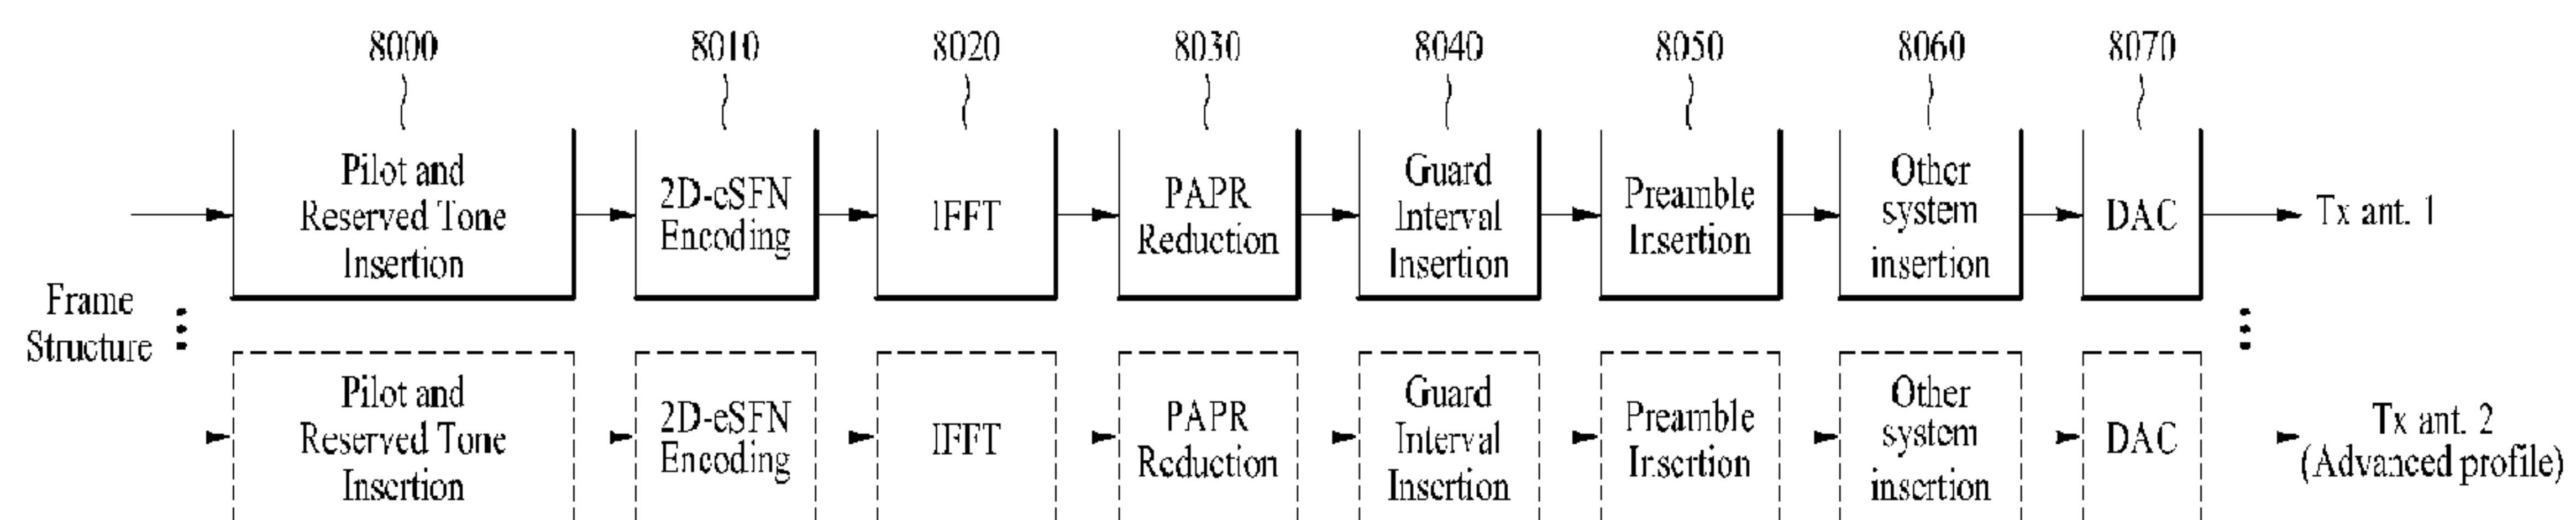 8000 8010 8020 8030 8040 8050 8060 8070
Pilot and
Reserved Tone
Insertion
2D-eSFN
Encoding
IFFT
PAPR
Reduction
Guard
Interval
Insertion
Preamble
Insertion
Other
system
insertion
DAC
Tx ant. 1
Frame
Structure
Pilot and
Reserved Tone
Insertion
2D-eSFN
Encoding
IFFT
PAPR
Reduction
Guard
Interval
Insertion
Preamble
Insertion
Other
system
insertion
DAC
Tx ant. 2
(Advanced profile)